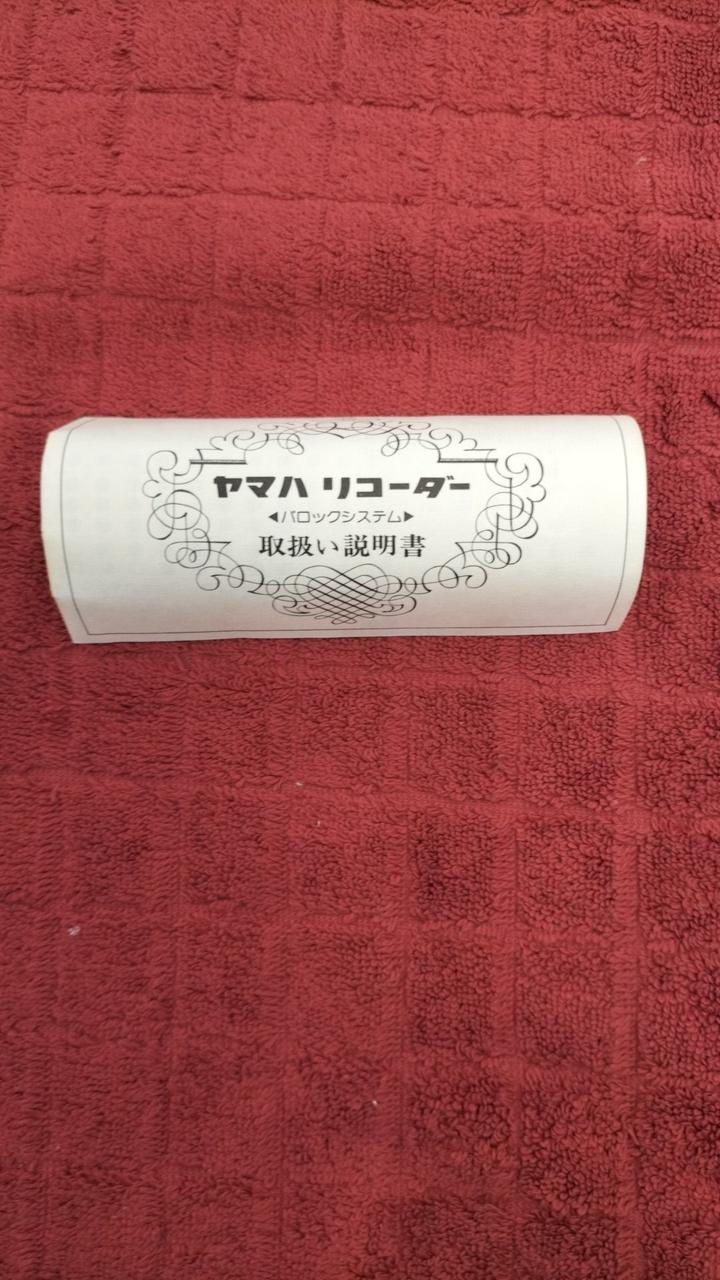 ヤマハ リコーダー
◀バロックシステム▶
取扱い説明書